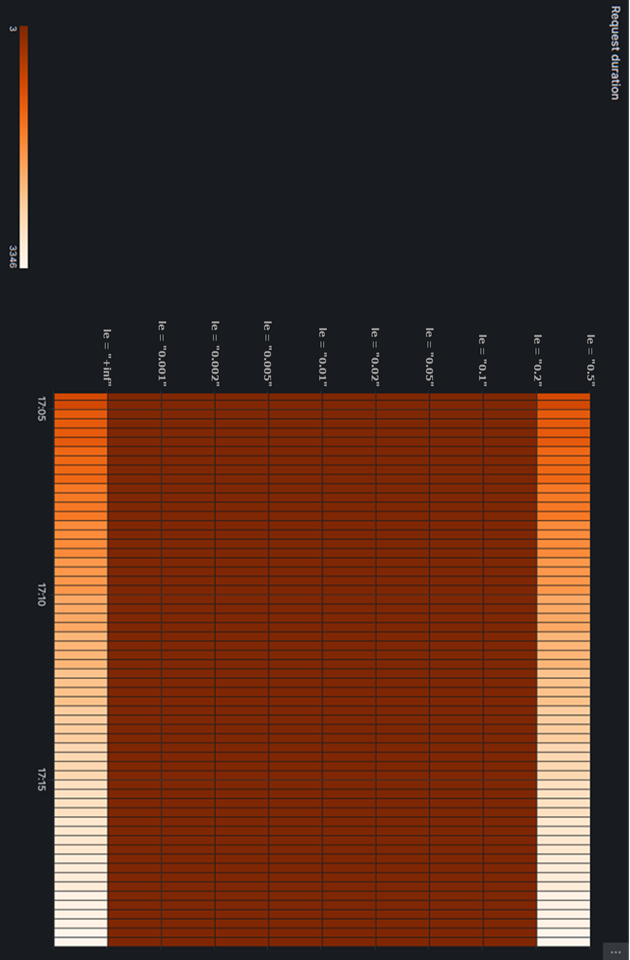 Request duration
le = "0.5"
le = "0.2"
le = "0.1"
le = "0.05"
le = "0.02"
le = "0.01"
le = "0.005"
le = "0.002"
le = "0.001"
le = "+inf"
17:05
17:10
17:15
3
3346